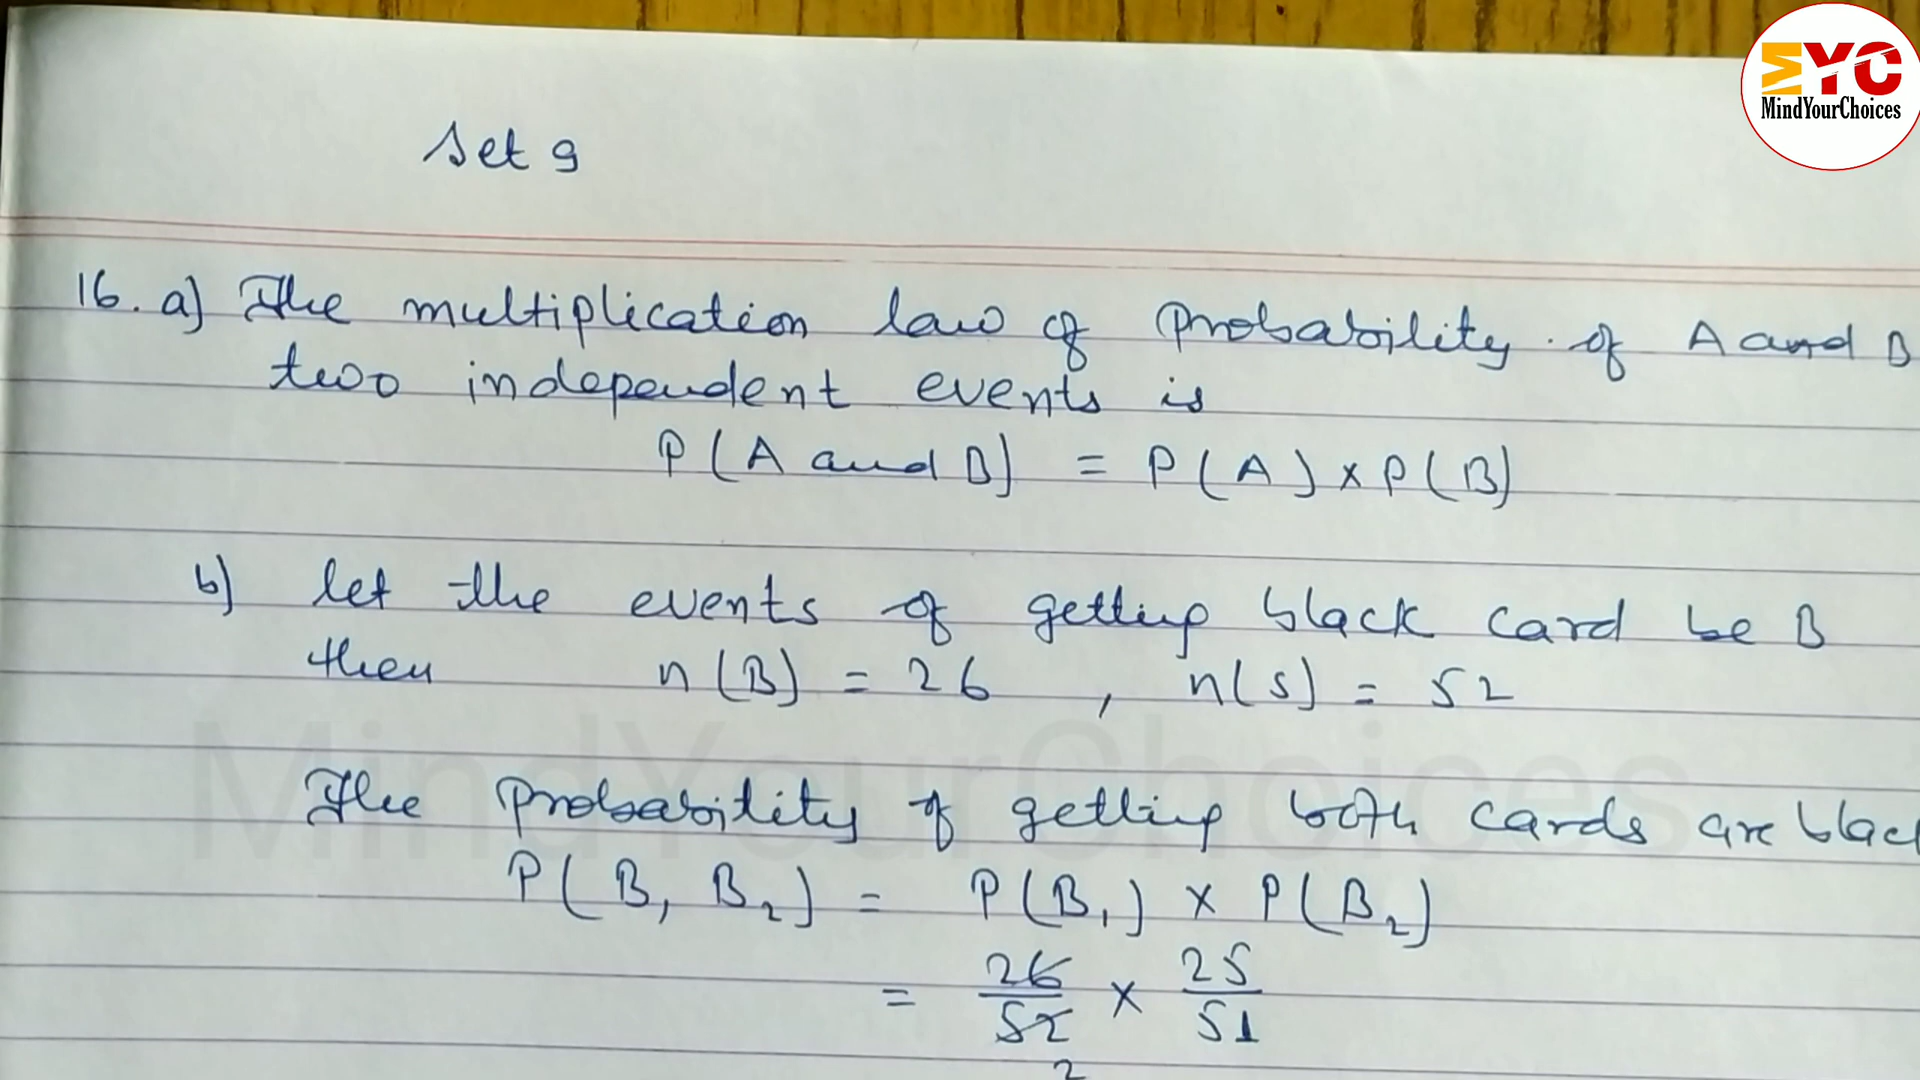 MYC
MindYourChoices
Set 9
16. a) The multiplication law of probability of A and B
two independent events is
P(A and B) = P(A) × P(B)
b) let the events of getting black card be B
then n(B) = 26 , n(S) = 52
MindYourChoices
The probability of getting both cards are blac
P(B, B₂) = P(B₁) × P(B₂)
= 26/52 × 25/51
2